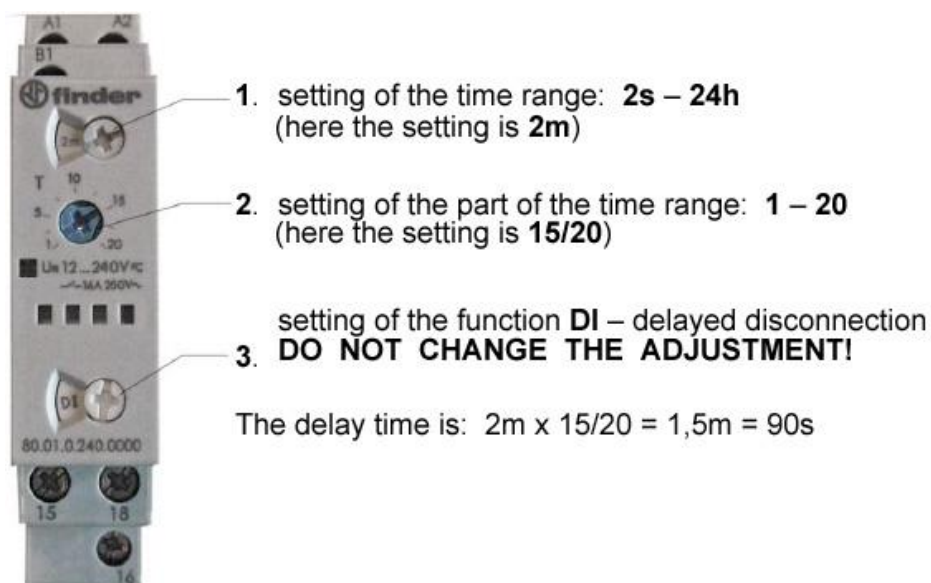 A1 A2
B1
finder
2m
T
10
5
15
1
20
Un 12...240V
16A 250V~
DI
80.01.0.240.0000
15 18
16
1. setting of the time range: 2s – 24h
(here the setting is 2m)
2. setting of the part of the time range: 1 – 20
(here the setting is 15/20)
setting of the function DI – delayed disconnection
3. DO NOT CHANGE THE ADJUSTMENT!
The delay time is: 2m x 15/20 = 1,5m = 90s